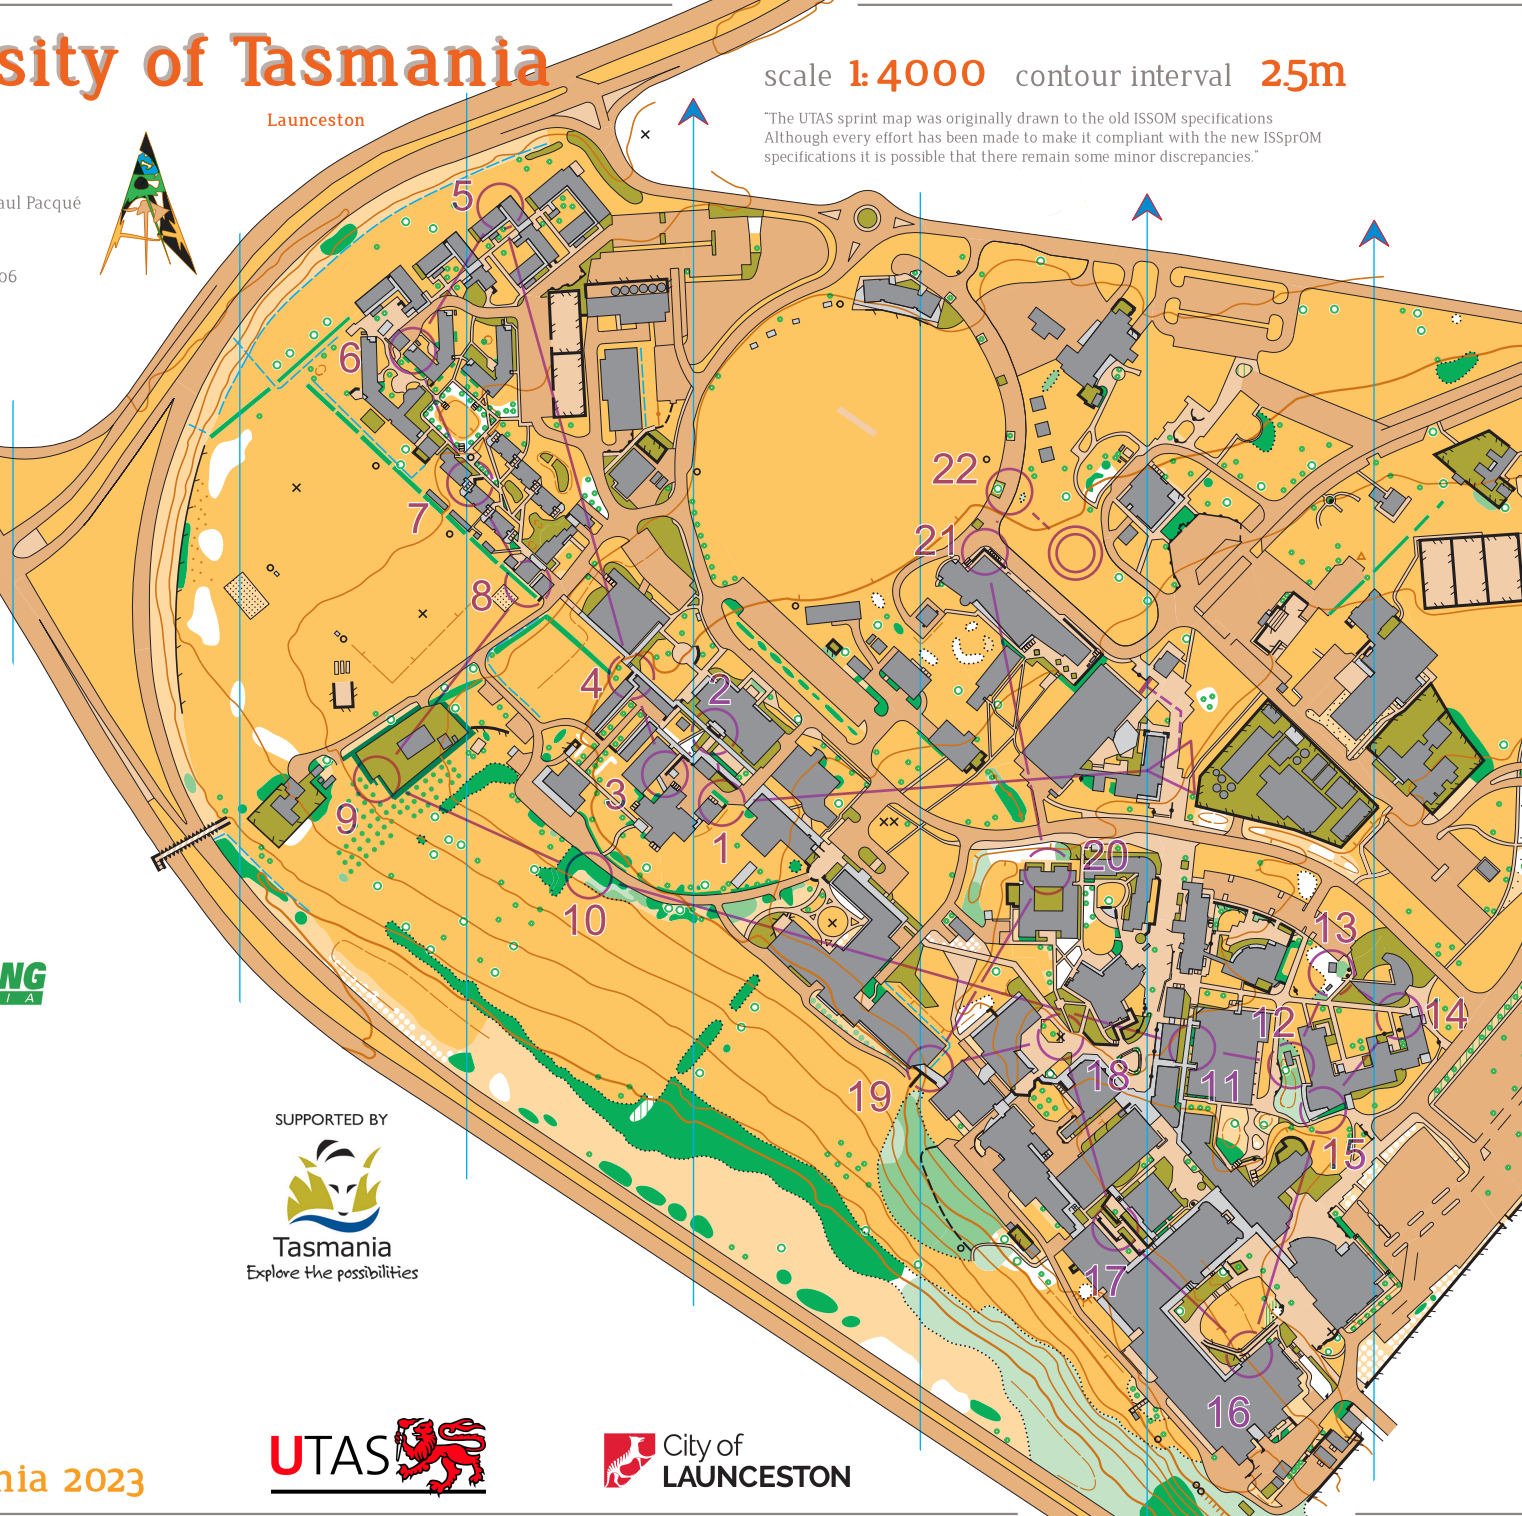 sity of Tasmania
Launceston
scale 1: 4000 contour interval 2.5m
"The UTAS sprint map was originally drawn to the old ISSOM specifications
Although every effort has been made to make it compliant with the new ISSprOM
specifications it is possible that there remain some minor discrepancies."
aul Pacqué
06
5
6
7
8
4
2
3
1
9
10
22
21
20
13
14
12
11
18
19
15
17
16
NG
I A
SUPPORTED BY
Tasmania
Explore the possibilities
nia 2023
UTAS
City of
LAUNCESTON